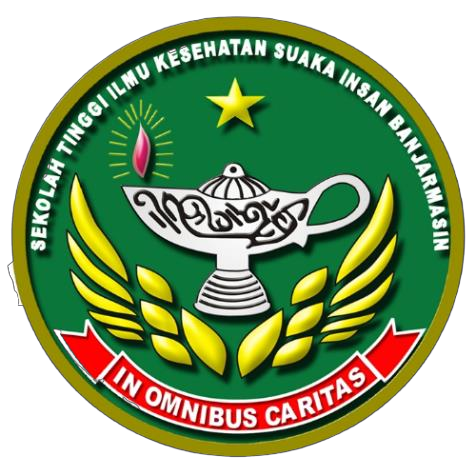 SEKOLAH TINGGI ILMU KESEHATAN SUAKA INSAN BANJARMASIN
IN OMNIBUS CARITAS